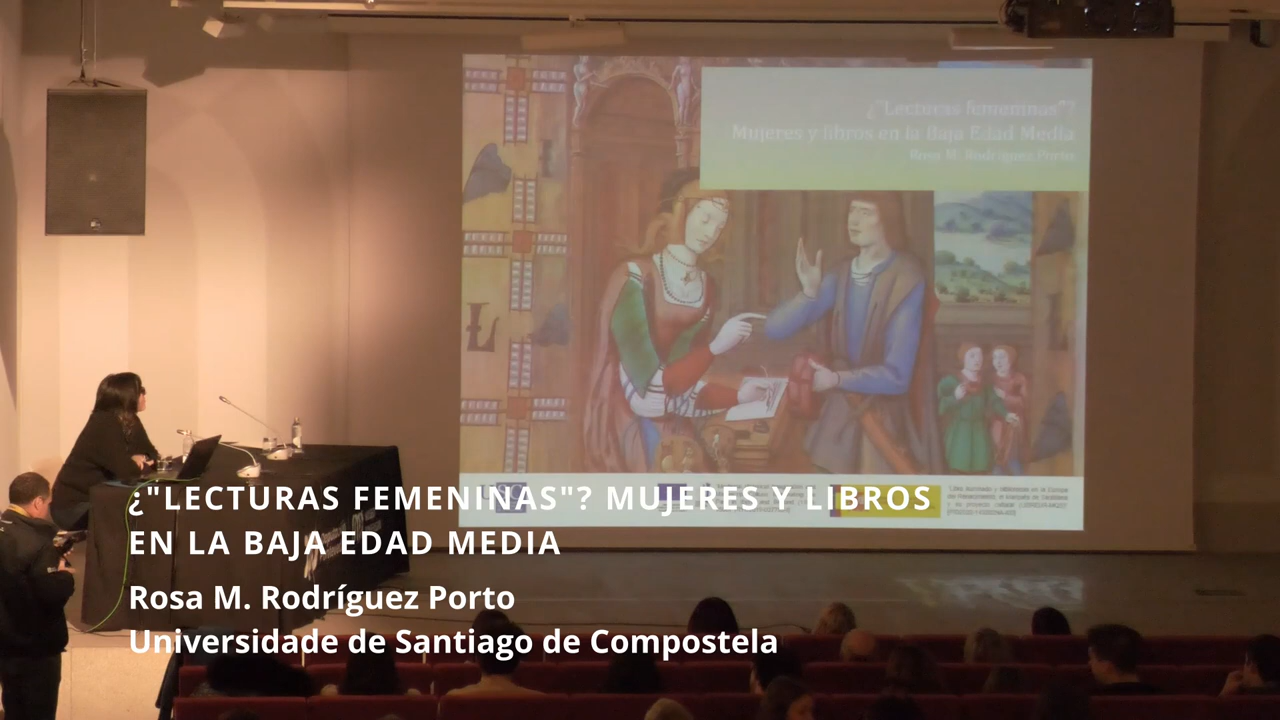 ¿"Lecturas femeninas"?
Mujeres y libros en la Baja Edad Media
Rosa M. Rodríguez Porto
L
¿"LECTURAS FEMENINAS"? MUJERES Y LIBROS
EN LA BAJA EDAD MEDIA
Rosa M. Rodríguez Porto
Universidade de Santiago de Compostela